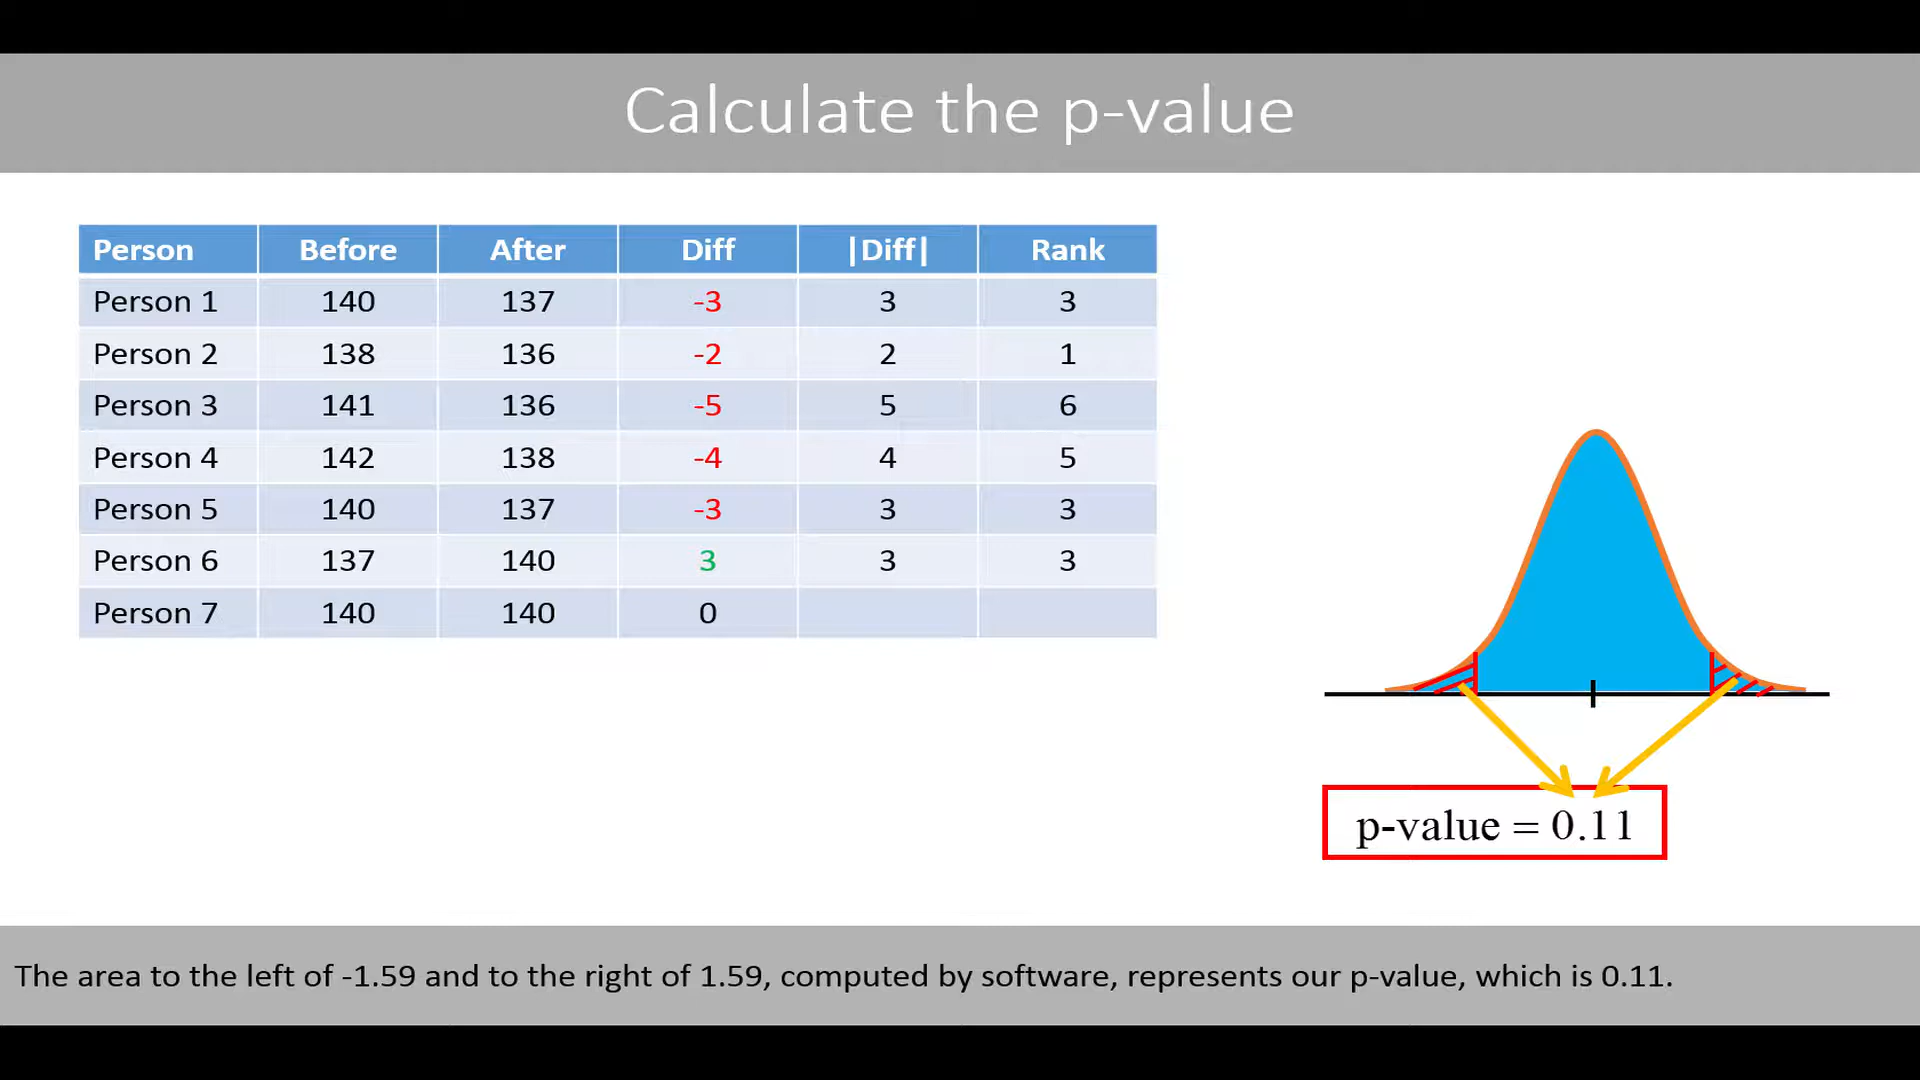 Calculate the p-value
Person Before After Diff |Diff| Rank
Person 1 140 137 -3 3 3
Person 2 138 136 -2 2 1
Person 3 141 136 -5 5 6
Person 4 142 138 -4 4 5
Person 5 140 137 -3 3 3
Person 6 137 140 3 3 3
Person 7 140 140 0
p-value = 0.11
The area to the left of -1.59 and to the right of 1.59, computed by software, represents our p-value, which is 0.11.